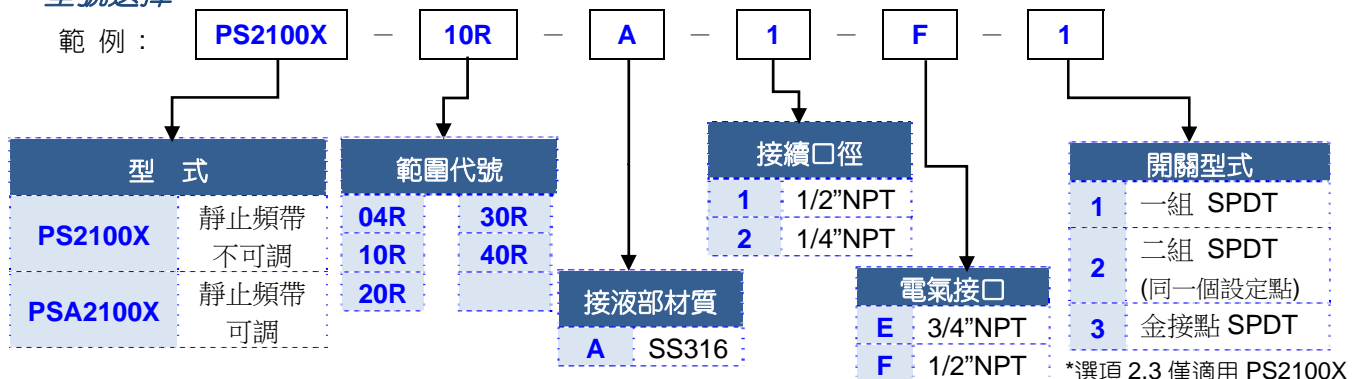 型號選擇
範 例 : PS2100X － 10R － A － 1 － F － 1
型 式
PS2100X 靜止頻帶
不可調
PSA2100X 靜止頻帶
可調
範圍代號
04R 30R
10R 40R
20R
接液部材質
A SS316
接續口徑
1 1/2”NPT
2 1/4”NPT
電氣接口
E 3/4”NPT
F 1/2”NPT
開關型式
1 一組 SPDT
2 二組 SPDT
(同一個設定點)
3 金接點 SPDT
*選項 2.3 僅適用 PS2100X